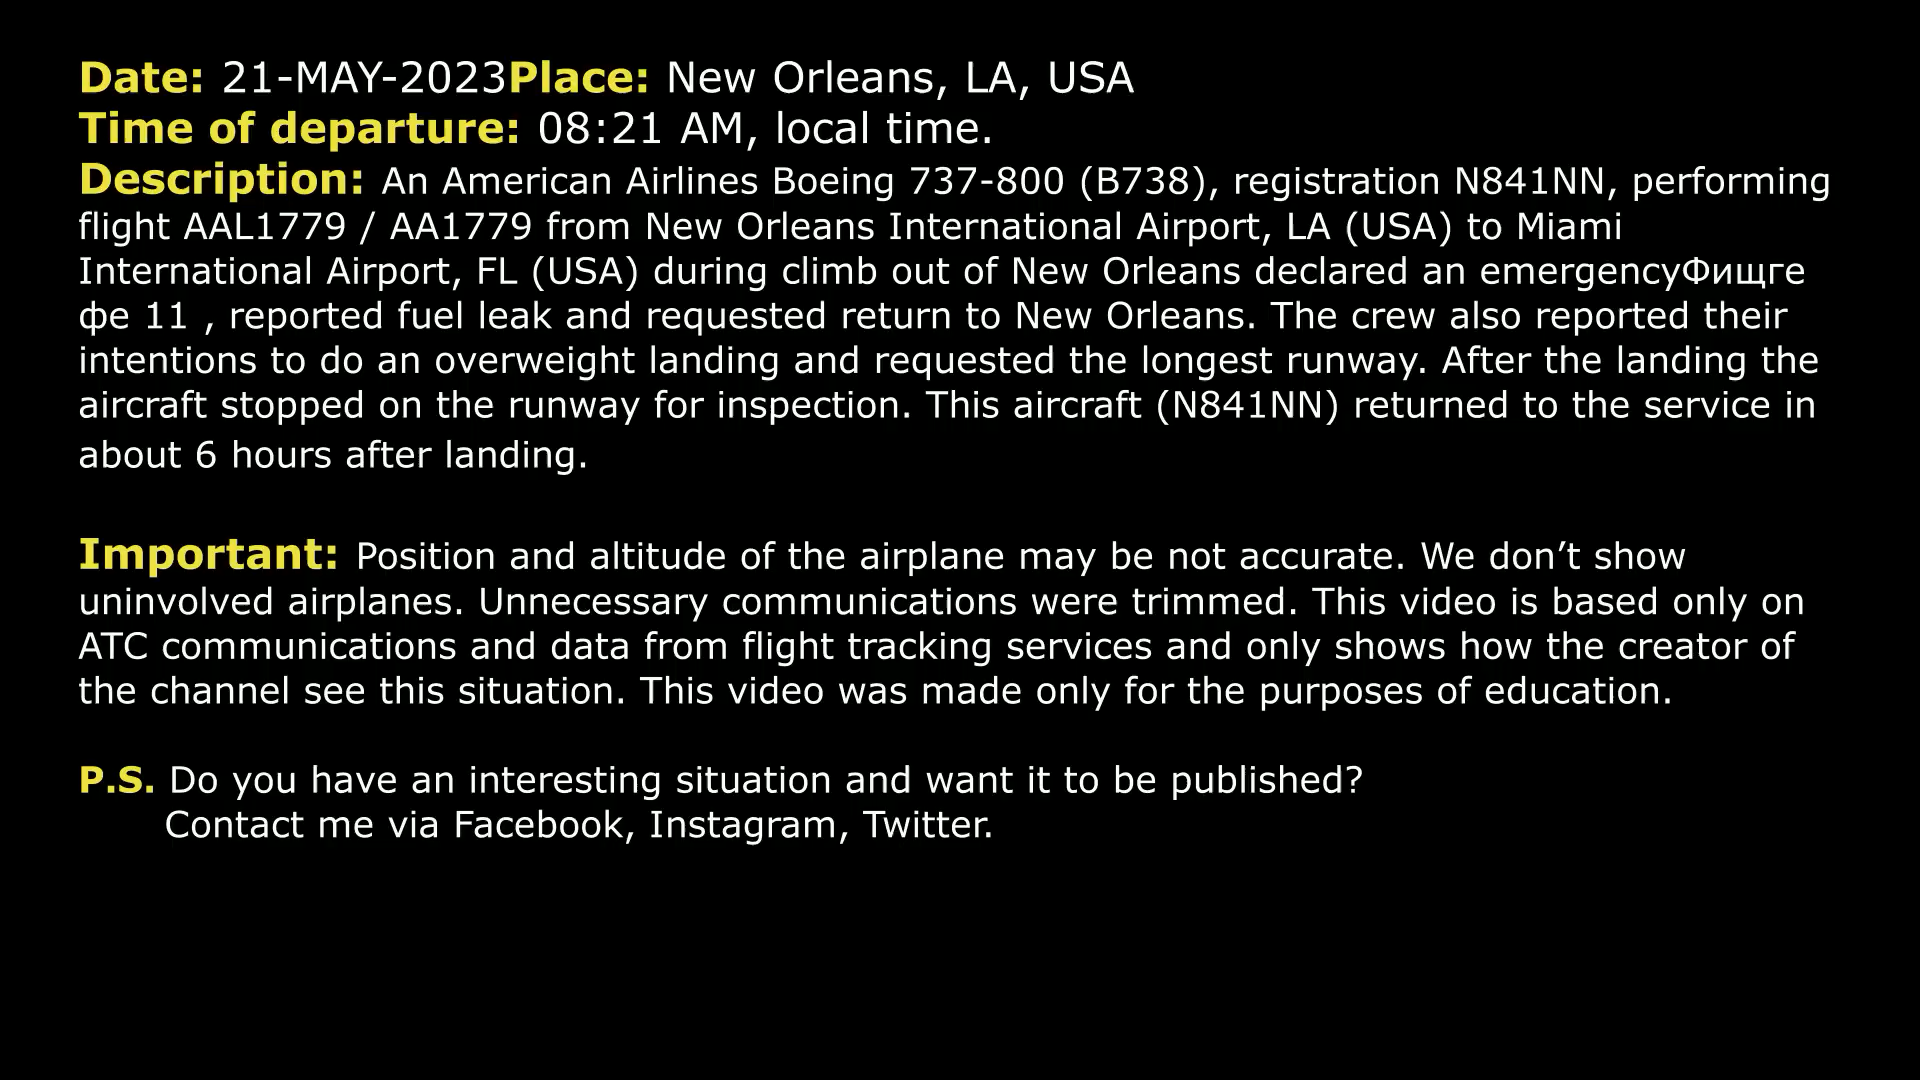 Date: 21-MAY-2023Place: New Orleans, LA, USA
Time of departure: 08:21 AM, local time.
Description: An American Airlines Boeing 737-800 (B738), registration N841NN, performing
flight AAL1779 / AA1779 from New Orleans International Airport, LA (USA) to Miami
International Airport, FL (USA) during climb out of New Orleans declared an emergencyФищге
фе 11 , reported fuel leak and requested return to New Orleans. The crew also reported their
intentions to do an overweight landing and requested the longest runway. After the landing the
aircraft stopped on the runway for inspection. This aircraft (N841NN) returned to the service in
about 6 hours after landing.
Important: Position and altitude of the airplane may be not accurate. We don’t show
uninvolved airplanes. Unnecessary communications were trimmed. This video is based only on
ATC communications and data from flight tracking services and only shows how the creator of
the channel see this situation. This video was made only for the purposes of education.
P.S. Do you have an interesting situation and want it to be published?
Contact me via Facebook, Instagram, Twitter.